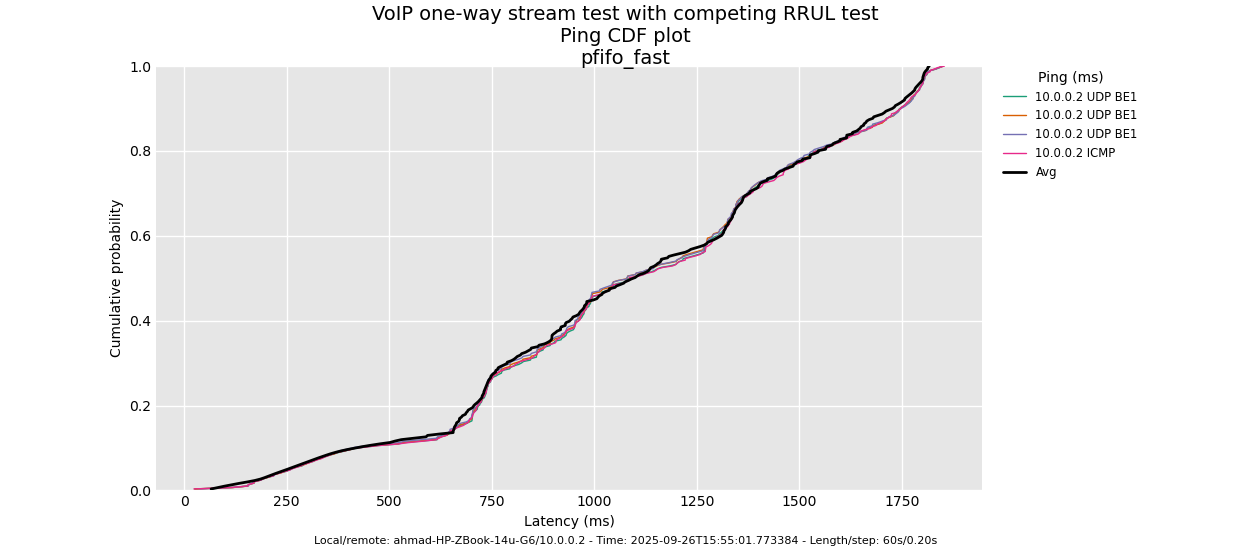 VoIP one-way stream test with competing RRUL test
Ping CDF plot
pfifo_fast
Cumulative probability
1.0
0.8
0.6
0.4
0.2
0.0
0
250
500
750
1000
1250
1500
1750
Latency (ms)
Ping (ms)
10.0.0.2 UDP BE1
10.0.0.2 UDP BE1
10.0.0.2 UDP BE1
10.0.0.2 ICMP
Avg
Local/remote: ahmad-HP-ZBook-14u-G6/10.0.0.2 - Time: 2025-09-26T15:55:01.773384 - Length/step: 60s/0.20s